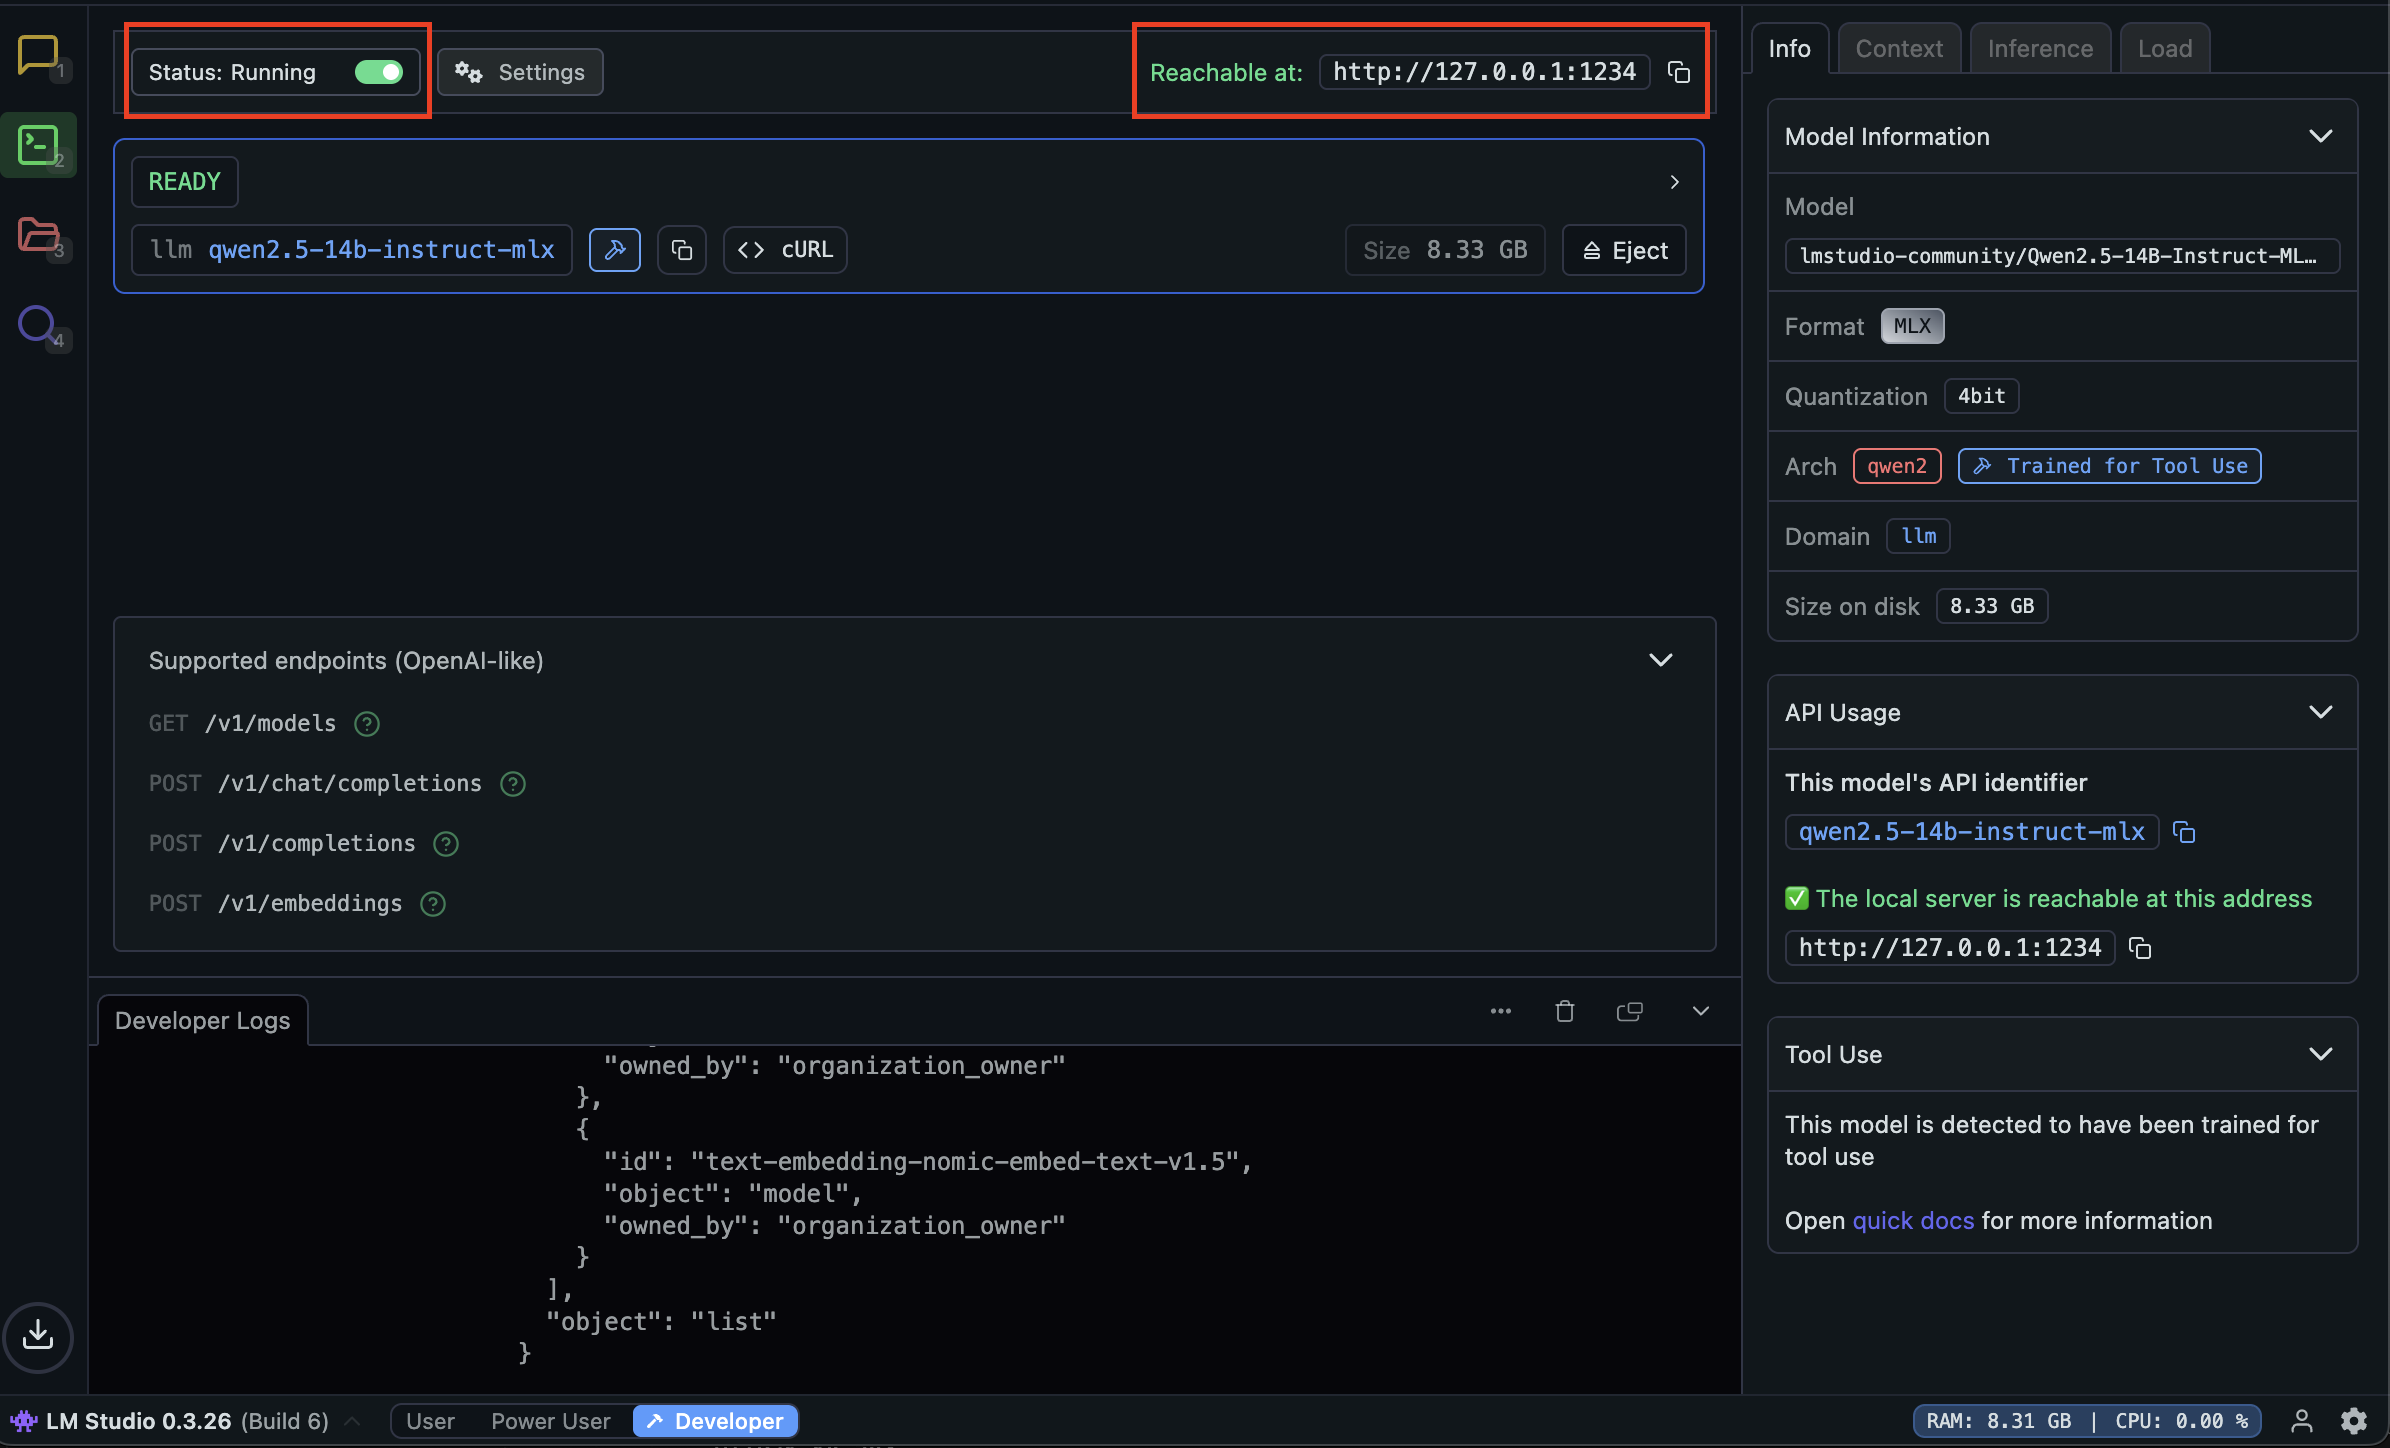 1
2
3
4
Status: Running
Settings
Reachable at: http://127.0.0.1:1234
READY
llm qwen2.5-14b-instruct-mlx
cURL
Size 8.33 GB
Eject
Supported endpoints (OpenAI-like)
GET /v1/models ?
POST /v1/chat/completions ?
POST /v1/completions ?
POST /v1/embeddings ?
Developer Logs
"owned_by": "organization_owner"
},
{
"id": "text-embedding-nomic-embed-text-v1.5",
"object": "model",
"owned_by": "organization_owner"
}
],
"object": "list"
}
Info
Context
Inference
Load
Model Information
Model
lmstudio-community/Qwen2.5-14B-Instruct-ML…
Format MLX
Quantization 4bit
Arch qwen2 Trained for Tool Use
Domain llm
Size on disk 8.33 GB
API Usage
This model's API identifier
qwen2.5-14b-instruct-mlx
✅ The local server is reachable at this address
http://127.0.0.1:1234
Tool Use
This model is detected to have been trained for
tool use
Open quick docs for more information
LM Studio 0.3.26 (Build 6)
User
Power User
Developer
RAM: 8.31 GB | CPU: 0.00 %